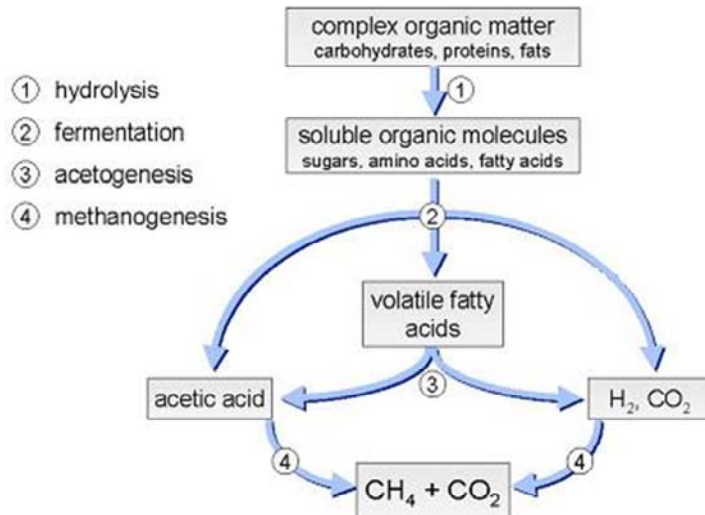 complex organic matter
carbohydrates, proteins, fats
① hydrolysis
② fermentation
③ acetogenesis
④ methanogenesis
①
soluble organic molecules
sugars, amino acids, fatty acids
②
volatile fatty
acids
③
acetic acid
H₂, CO₂
④
④
CH₄ + CO₂